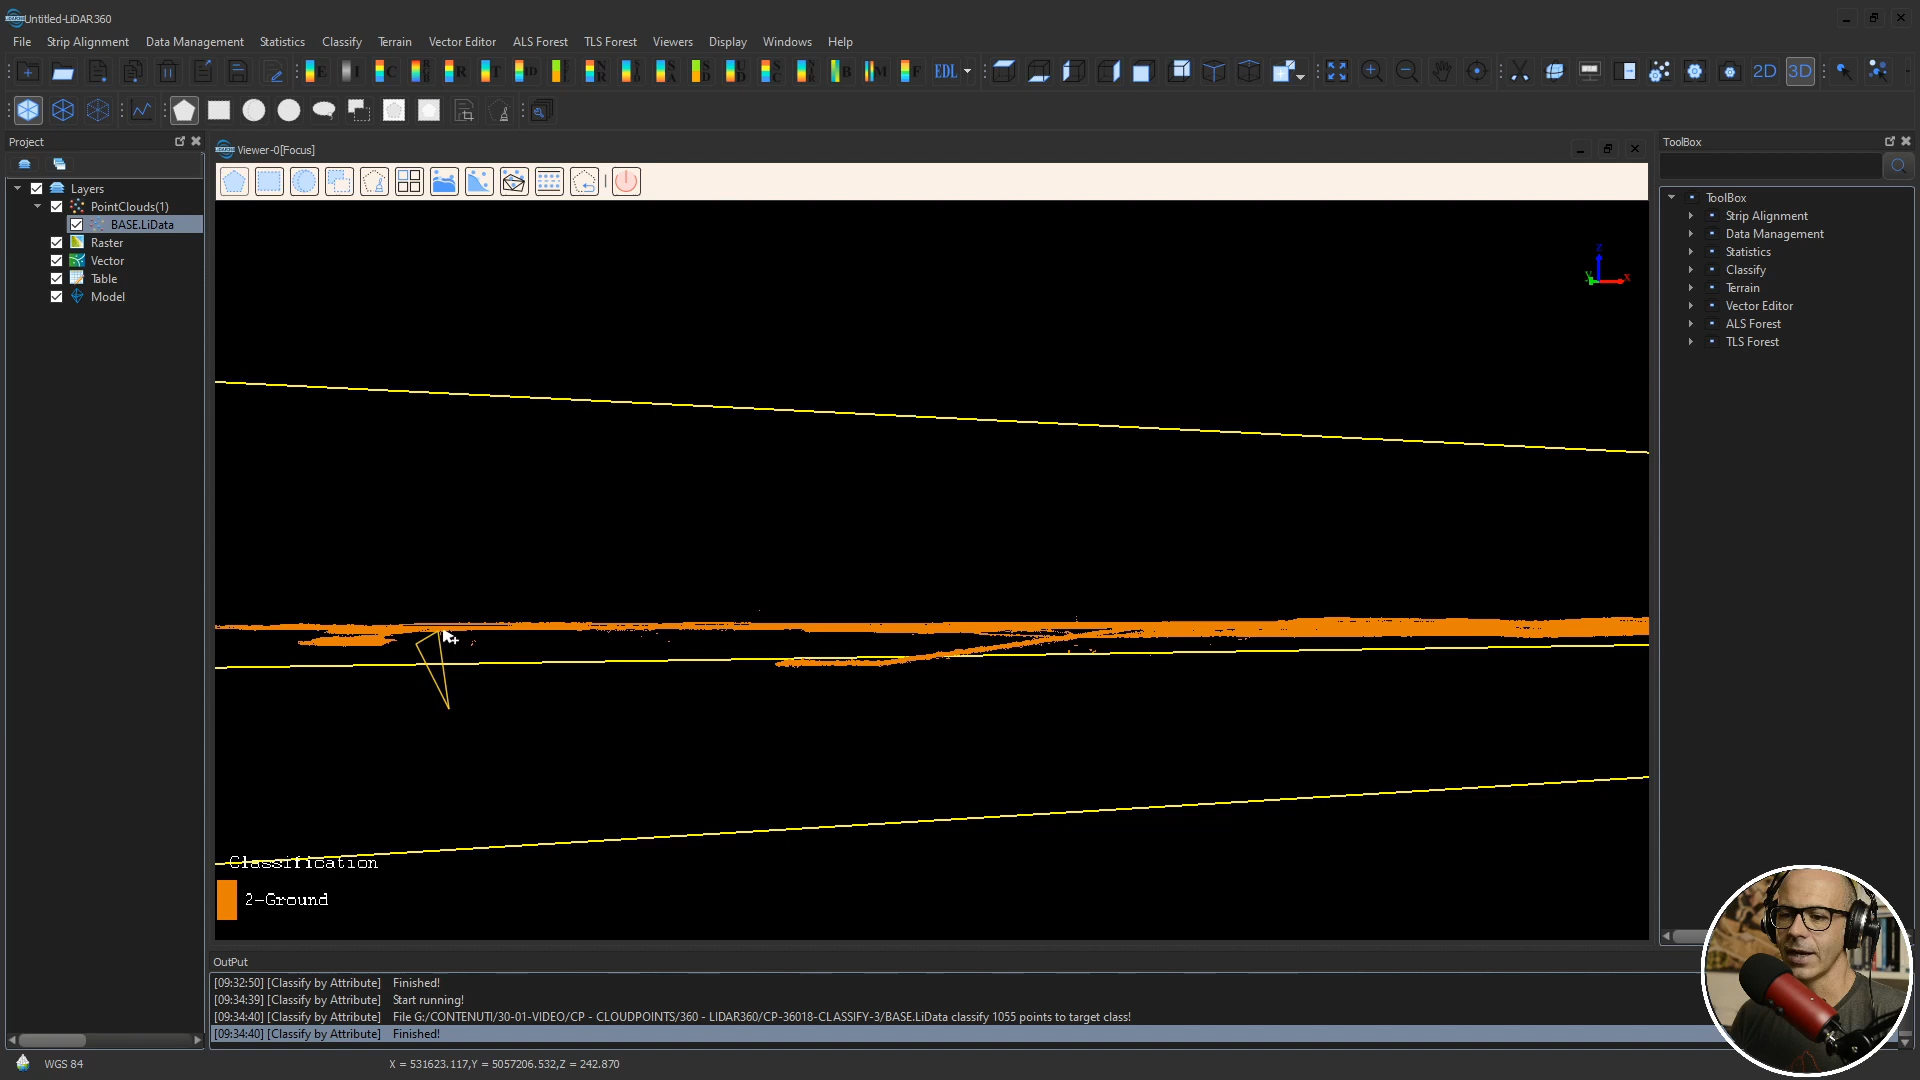 Untitled-LiDAR360
File Strip Alignment Data Management Statistics Classify Terrain Vector Editor ALS Forest TLS Forest Viewers Display Windows Help
EDL 2D 3D
Project
Viewer-0[Focus]
ToolBox
Layers
PointClouds(1)
BASE.LiData
Raster
Vector
Table
Model
ToolBox
Strip Alignment
Data Management
Statistics
Classify
Terrain
Vector Editor
ALS Forest
TLS Forest
Z
Y X
Classification
2-Ground
OutPut
[09:32:50] [Classify by Attribute] Finished!
[09:34:39] [Classify by Attribute] Start running!
[09:34:40] [Classify by Attribute] File G:/CONTENUTI/30-01-VIDEO/CP - CLOUDPOINTS/360 - LIDAR360/CP-36018-CLASSIFY-3/BASE.LiData classify 1055 points to target class!
[09:34:40] [Classify by Attribute] Finished!
WGS 84
X = 531623.117,Y = 5057206.532,Z = 242.870